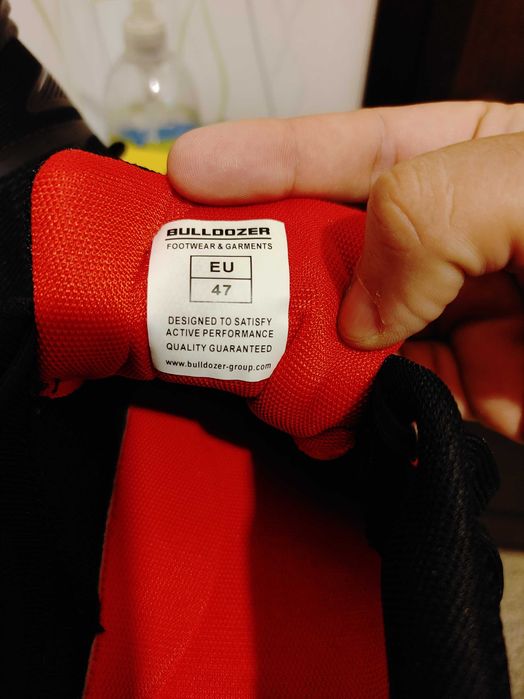 BULLDOZER
FOOTWEAR & GARMENTS
EU
47
DESIGNED TO SATISFY
ACTIVE PERFORMANCE
QUALITY GUARANTEED
www.bulldozer-group.com